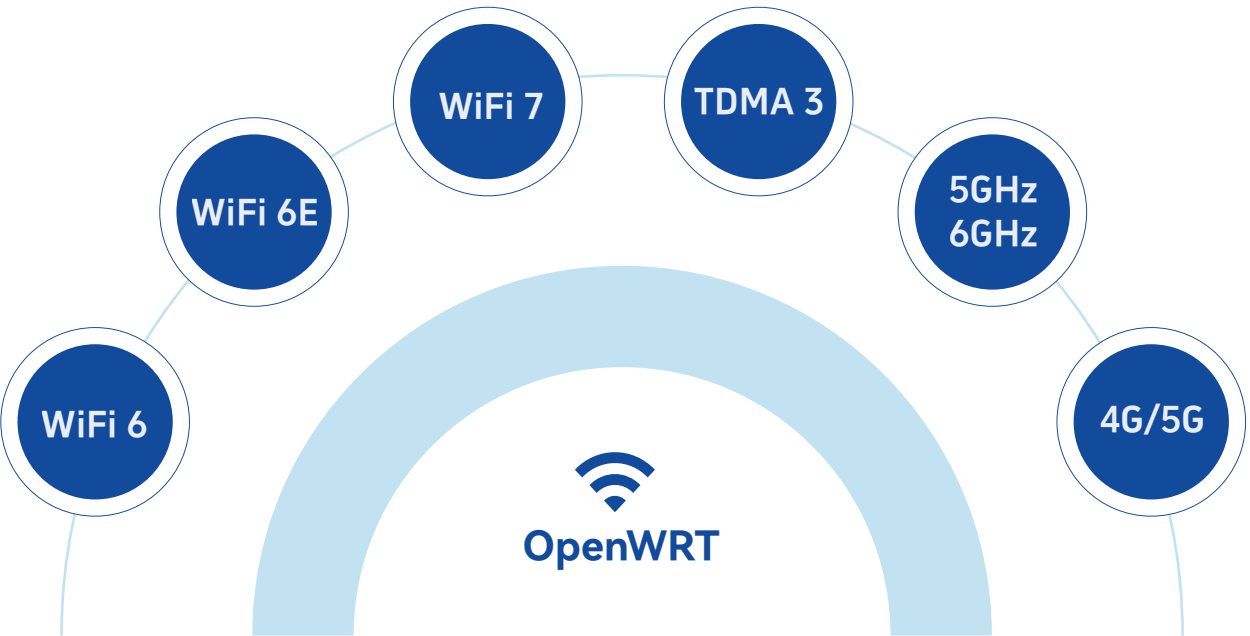 WiFi 7
TDMA 3
WiFi 6E
5GHz
6GHz
WiFi 6
4G/5G
OpenWRT